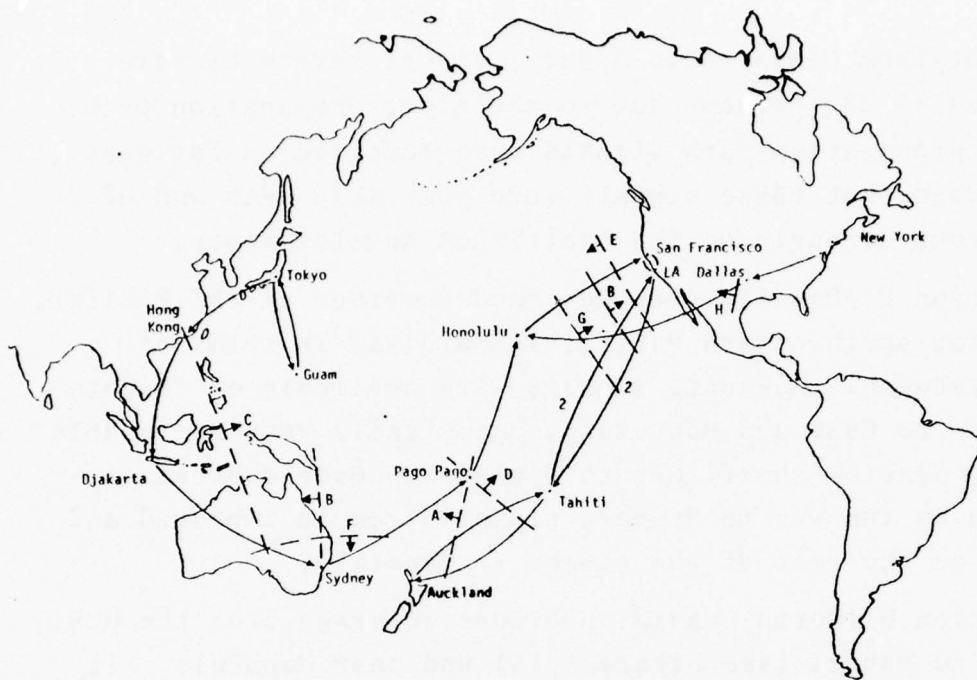 New York
San Francisco
E
LA Dallas
Tokyo
B
H
Hong
Kong
Honolulu
G
Guam
2
2
C
Pago Pago
D
Djakarta
Tahiti
B
A
Sydney
Auckland